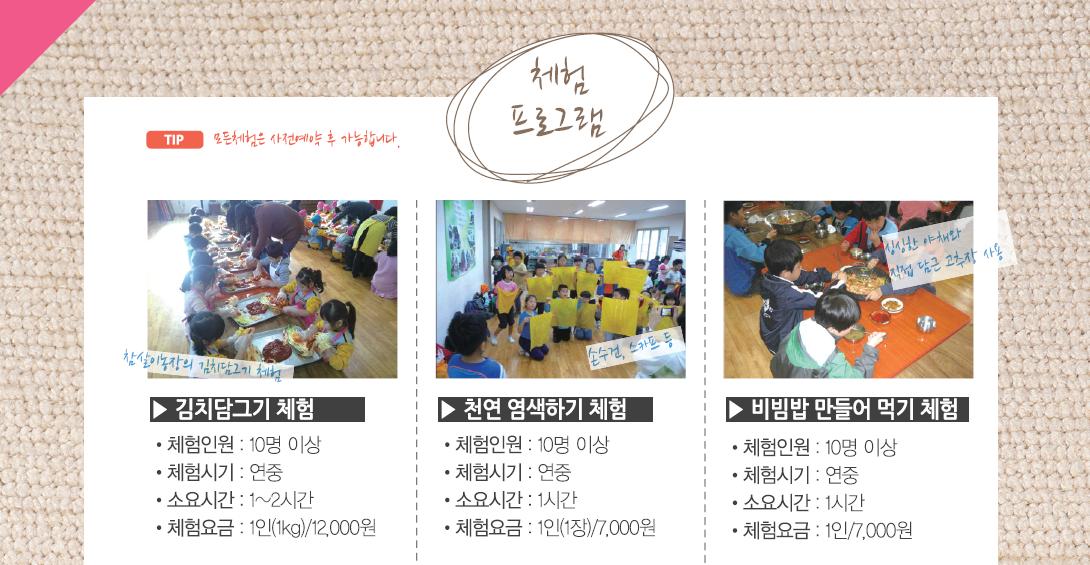 체험
프로그램
TIP 모든체험은 사전예약 후 가능합니다.
참살이농장의 김치담그기 체험
▶ 김치담그기 체험
• 체험인원 : 10명 이상
• 체험시기 : 연중
• 소요시간 : 1~2시간
• 체험요금 : 1인(1kg)/12,000원
손수건, 스카프 등
▶ 천연 염색하기 체험
• 체험인원 : 10명 이상
• 체험시기 : 연중
• 소요시간 : 1시간
• 체험요금 : 1인(1장)/7,000원
싱싱한 야채와
직접 담근 고추장 사용
▶ 비빔밥 만들어 먹기 체험
• 체험인원 : 10명 이상
• 체험시기 : 연중
• 소요시간 : 1시간
• 체험요금 : 1인/7,000원